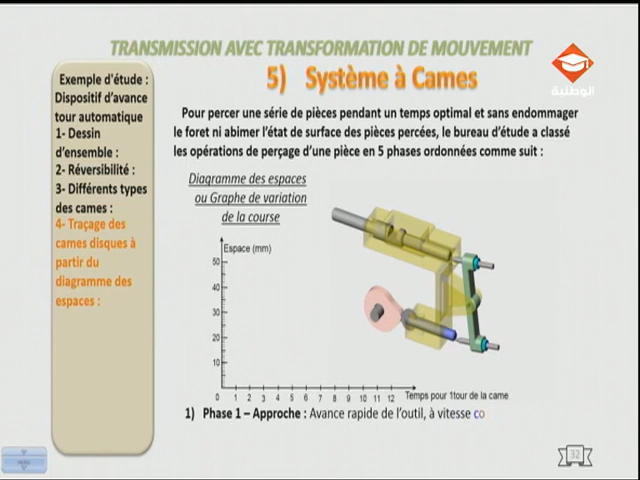 TRANSMISSION AVEC TRANSFORMATION DE MOUVEMENT
5) Système à Cames
الوطنية
Exemple d'étude :
Dispositif d'avance
tour automatique
1- Dessin
d'ensemble :
2- Réversibilité :
3- Différents types
des cames :
4- Traçage des
cames disques à
partir du
diagramme des
espaces :
Pour percer une série de pièces pendant un temps optimal et sans endommager
le foret ni abimer l'état de surface des pièces percées, le bureau d'étude a classé
les opérations de perçage d'une pièce en 5 phases ordonnées comme suit :
Diagramme des espaces
ou Graphe de variation
de la course
Espace (mm)
50
40
30
20
10
0 1 2 3 4 5 6 7 8 9 10 11 12 Temps pour 1tour de la came
1) Phase 1 – Approche : Avance rapide de l'outil, à vitesse co
MENU
32